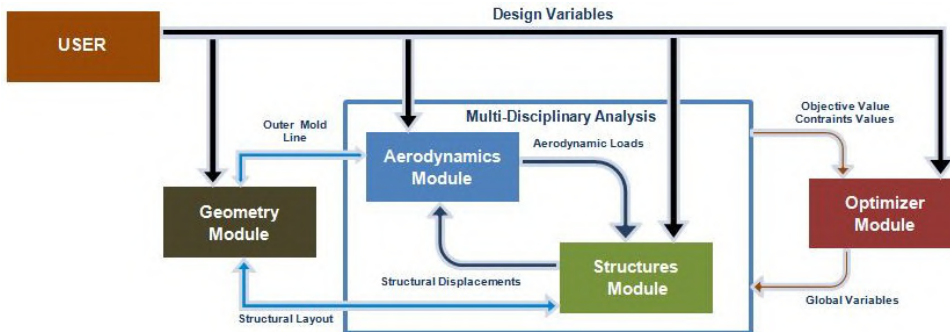 Design Variables
USER
Multi-Disciplinary Analysis
Objective Value
Contraints Values
Outer Mold
Line
Aerodynamic Loads
Aerodynamics
Module
Geometry
Module
Optimizer
Module
Structural Displacements
Structures
Module
Global Variables
Structural Layout